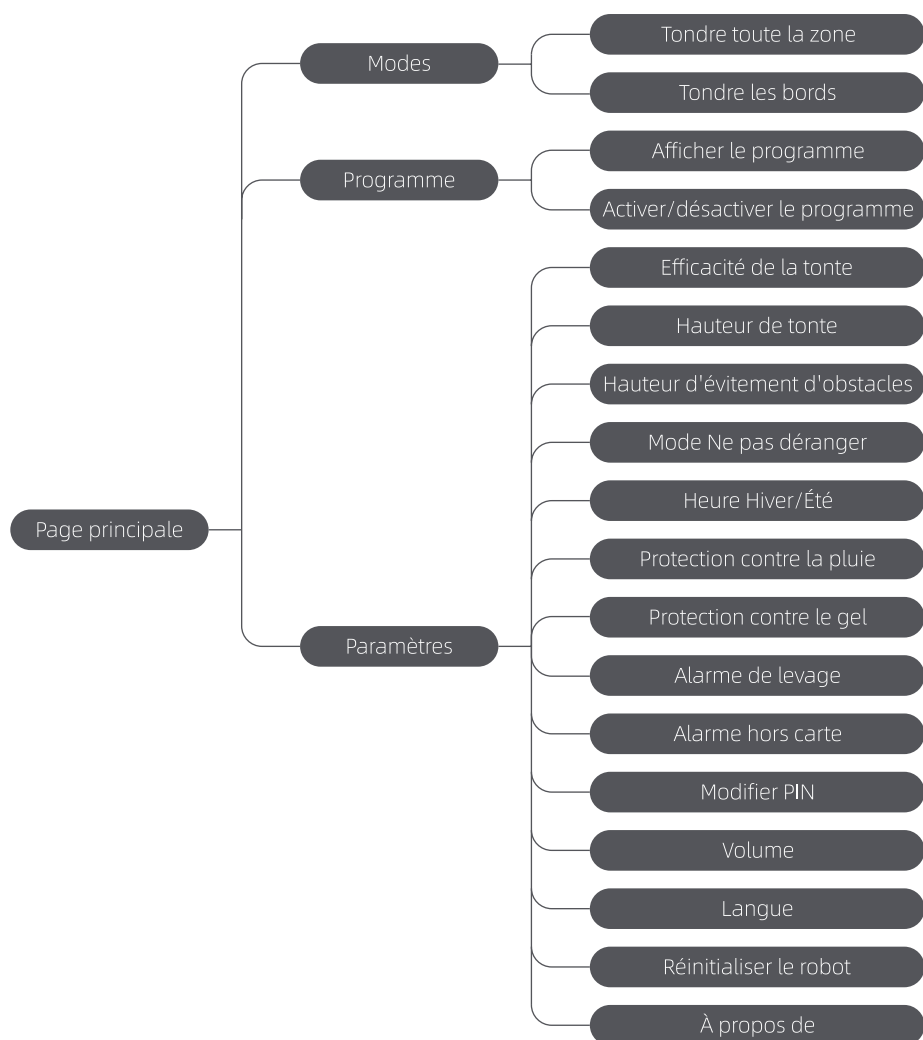 Page principale
Modes
Tondre toute la zone
Tondre les bords
Programme
Afficher le programme
Activer/désactiver le programme
Paramètres
Efficacité de la tonte
Hauteur de tonte
Hauteur d'évitement d'obstacles
Mode Ne pas déranger
Heure Hiver/Été
Protection contre la pluie
Protection contre le gel
Alarme de levage
Alarme hors carte
Modifier PIN
Volume
Langue
Réinitialiser le robot
À propos de